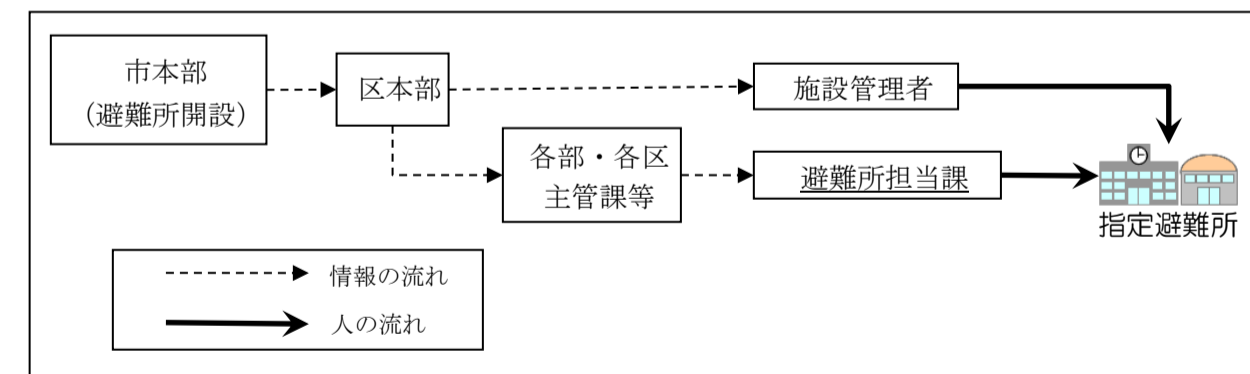 市本部
(避難所開設)
区本部
施設管理者
各部・各区
主管課等
避難所担当課
指定避難所
情報の流れ
人の流れ